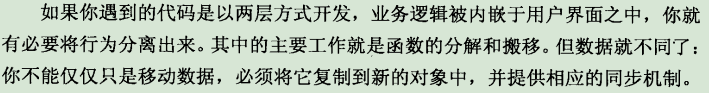 如果你遇到的代码是以两层方式开发，业务逻辑被内嵌于用户界面之中，你就
有必要将行为分离出来。其中的主要工作就是函数的分解和搬移。但数据就不同了：
你不能仅仅只是移动数据，必须将它复制到新的对象中，并提供相应的同步机制。